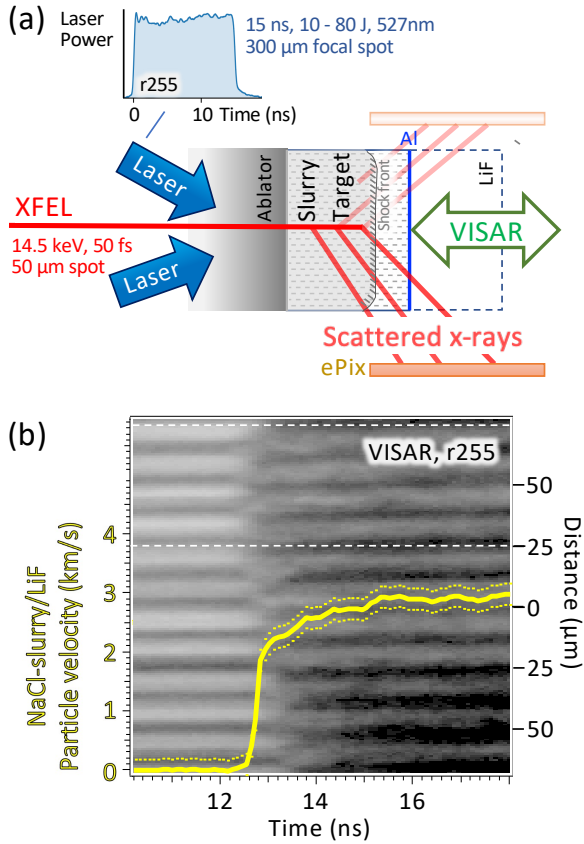 (a)
Laser
Power
r255
0 10 Time (ns)
15 ns, 10 - 80 J, 527nm
300 µm focal spot
Laser
XFEL
14.5 keV, 50 fs
50 µm spot
Laser
Ablator
Slurry
Target
Shock front
Al
LiF
VISAR
Scattered x-rays
ePix
(b)
VISAR, r255
NaCl-slurry/LiF
Particle velocity (km/s)
4
3
2
1
0
50
25
0
25
50
Distance (µm)
12 14 16
Time (ns)